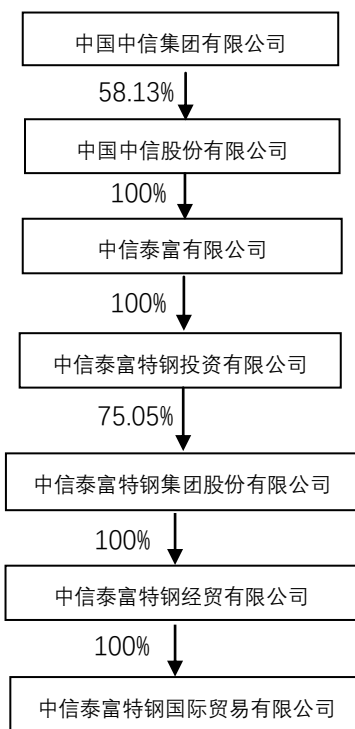 中国中信集团有限公司
58.13%
中国中信股份有限公司
100%
中信泰富有限公司
100%
中信泰富特钢投资有限公司
75.05%
中信泰富特钢集团股份有限公司
100%
中信泰富特钢经贸有限公司
100%
中信泰富特钢国际贸易有限公司